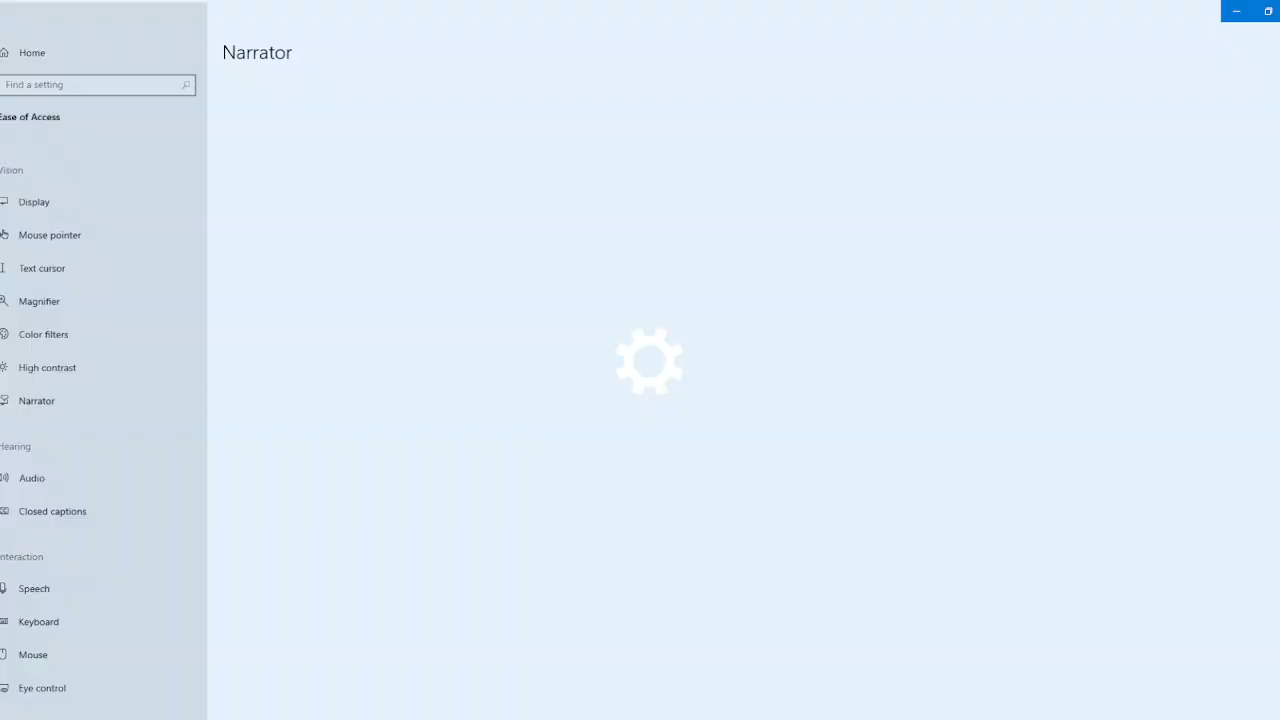 Home
Find a setting
Ease of Access
Vision
Display
Mouse pointer
Text cursor
Magnifier
Color filters
High contrast
Narrator
Hearing
Audio
Closed captions
Interaction
Speech
Keyboard
Mouse
Eye control
Narrator